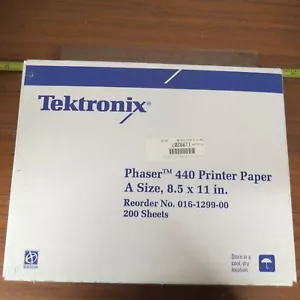 Tektronix®
Phaser™ 440 Printer Paper
A Size, 8.5 x 11 in.
Reorder No. 016-1299-00
200 Sheets
Store in a
cool, dry
location.